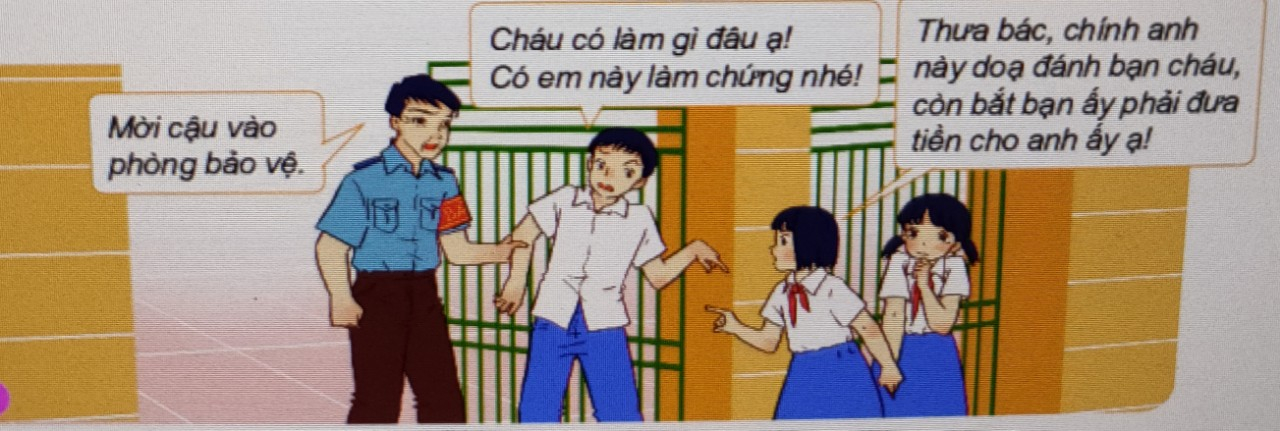 Mời cậu vào
phòng bảo vệ.
Cháu có làm gì đâu ạ!
Có em này làm chứng nhé!
Thưa bác, chính anh
này doạ đánh bạn cháu,
còn bắt bạn ấy phải đưa
tiền cho anh ấy ạ!